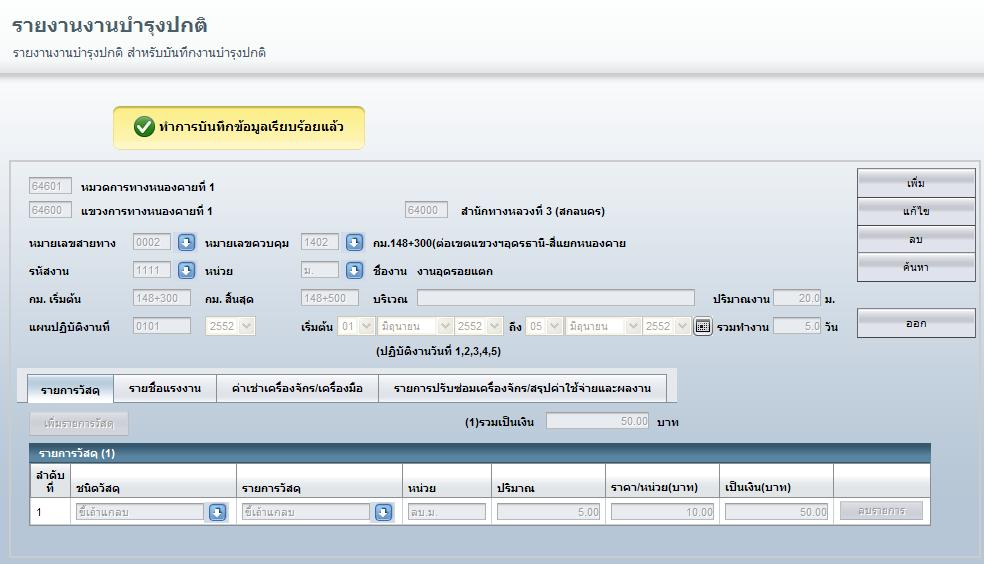 รายงานงานบำรุงปกติ
รายงานงานบำรุงปกติ สำหรับบันทึกงานบำรุงปกติ
ทำการบันทึกข้อมูลเรียบร้อยแล้ว
64601 หมวดการทางหนองคายที่ 1
64600 แขวงการทางหนองคายที่ 1 64000 สำนักทางหลวงที่ 3 (สกลนคร)
หมายเลขสายทาง 0002 หมายเลขควบคุม 1402 กม.148+300(ต่อเขตแขวงฯอุดรธานี-สี่แยกหนองคาย
รหัสงาน 1111 หน่วย ม. ชื่องาน งานอุดรอยแตก
กม. เริ่มต้น 148+300 กม. สิ้นสุด 148+500 บริเวณ ปริมาณงาน 20.0 ม.
แผนปฏิบัติงานที่ 0101 2552 เริ่มต้น 01 มิถุนายน 2552 ถึง 05 มิถุนายน 2552 รวมทำงาน 5.0 วัน
(ปฏิบัติงานวันที่ 1,2,3,4,5)
เพิ่ม
แก้ไข
ลบ
ค้นหา
ออก
รายการวัสดุ รายชื่อแรงงาน ค่าเช่าเครื่องจักร/เครื่องมือ รายการปรับซ่อมเครื่องจักร/สรุปค่าใช้จ่ายและผลงาน
เพิ่มรายการวัสดุ (1)รวมเป็นเงิน 50.00 บาท
รายการวัสดุ (1)
ลำดับที่ ชนิดวัสดุ รายการวัสดุ หน่วย ปริมาณ ราคา/หน่วย(บาท) เป็นเงิน(บาท)
1 ขี้เถ้าแกลบ ขี้เถ้าแกลบ ลบ.ม. 5.00 10.00 50.00 ลบรายการ